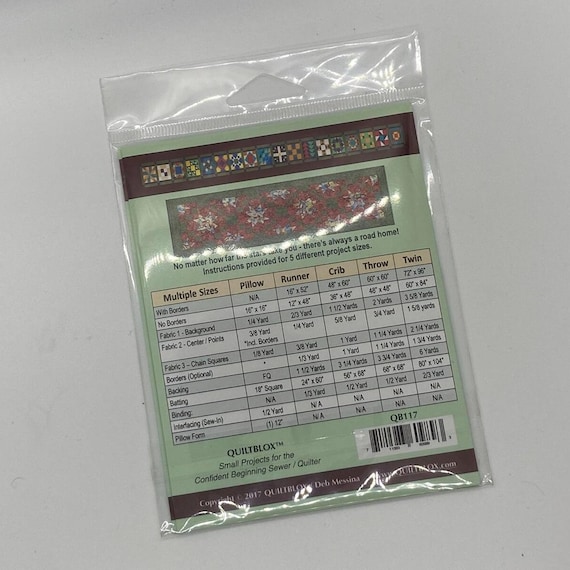 No matter how far the stars take you - there's always a road home!
Instructions provided for 5 different project sizes.
Multiple Sizes Pillow Runner Crib Throw Twin
With Borders N/A 16" x 52" 48" x 60" 60" x 60" 72" x 96"
No Borders 16" x 16" 12" x 48" 36" x 48" 48" x 48" 60" x 84"
Fabric 1 - Background 1/4 Yard 2/3 Yard 1 1/2 Yard 2 Yards 3 5/8 Yards
Fabric 2 - Center / Points 3/8 Yard 1/4 Yard 5/8 Yard 3/4 Yard 1 5/8 yards
*Incl. Borders
Fabric 3 - Chain Squares 1/8 Yard 3/8 Yard 1 Yard 1 1/4 Yards 2 1/4 Yards
Borders (Optional) * 1/3 Yard 1 Yard 1 1/4 Yards 1 3/4 Yards
Backing FQ 1 1/2 Yards 3 1/4 Yards 3 3/4 Yards 6 Yards
Batting 18" Square 24" x 60" 56" x 68" 68" x 68" 80" x 104"
Binding: N/A 1/3 Yard 1/2 Yard 1/2 Yard 2/3 Yard
Interfacing (Sew-In) 1/2 Yard N/A N/A N/A N/A
Pillow Form (1) 12" N/A N/A N/A N/A
QUILTBLOX™
Small Projects for the
Confident Beginning Sewer / Quilter
QB117
Copyright © 2017 QUILTBLOX/ Deb Messina www.QUILTBLOX.com